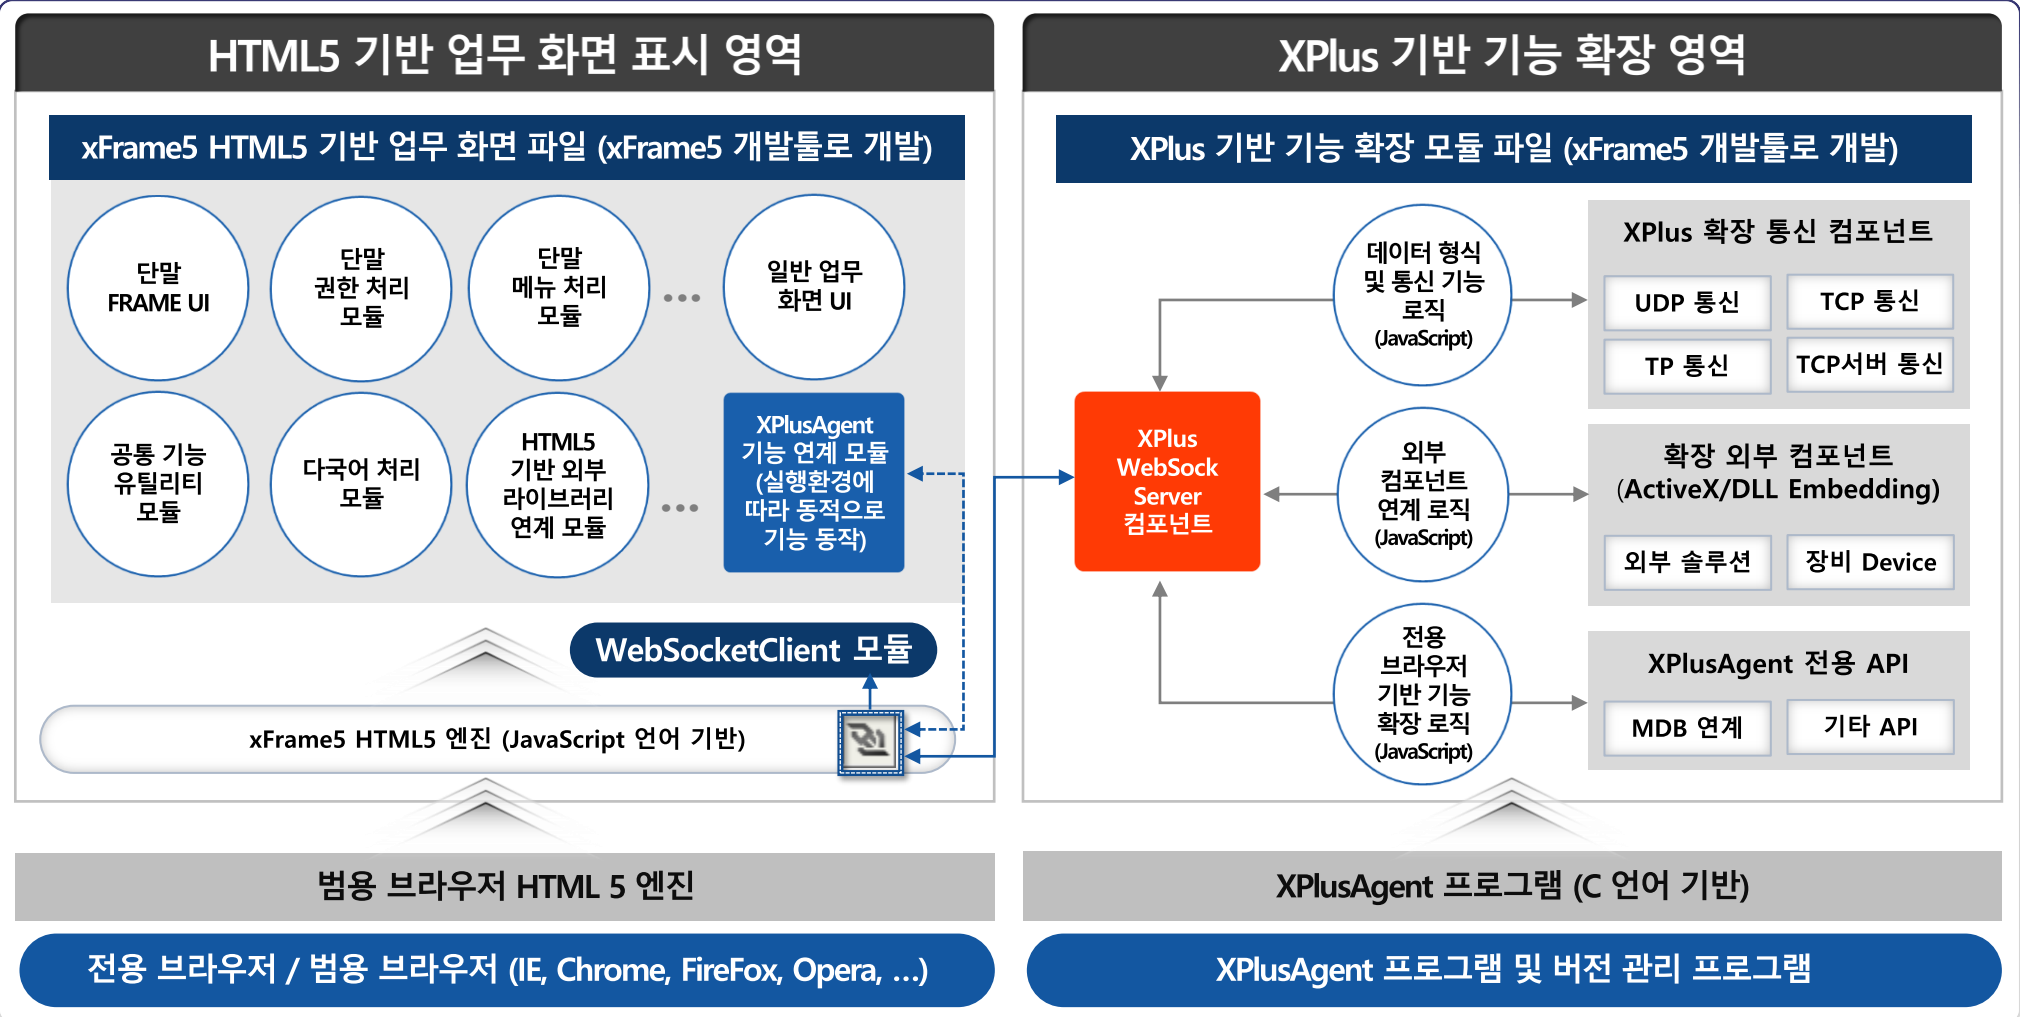 HTML5 기반 업무 화면 표시 영역
xFrame5 HTML5 기반 업무 화면 파일 (xFrame5 개발툴로 개발)
단말
FRAME UI
단말
권한 처리
모듈
단말
메뉴 처리
모듈
...
일반 업무
화면 UI
공통 기능
유틸리티
모듈
다국어 처리
모듈
HTML5
기반 외부
라이브러리
연계 모듈
...
XPlusAgent
기능 연계 모듈
(실행환경에
따라 동적으로
기능 동작)
WebSocketClient 모듈
xFrame5 HTML5 엔진 (JavaScript 언어 기반)
범용 브라우저 HTML 5 엔진
전용 브라우저 / 범용 브라우저 (IE, Chrome, FireFox, Opera, ...)
XPlus 기반 기능 확장 영역
XPlus 기반 기능 확장 모듈 파일 (xFrame5 개발툴로 개발)
XPlus
WebSock
Server
컴포넌트
데이터 형식
및 통신 기능
로직
(JavaScript)
외부
컴포넌트
연계 로직
(JavaScript)
전용
브라우저
기반 기능
확장 로직
(JavaScript)
XPlus 확장 통신 컴포넌트
UDP 통신
TCP 통신
TP 통신
TCP서버 통신
확장 외부 컴포넌트
(ActiveX/DLL Embedding)
외부 솔루션
장비 Device
XPlusAgent 전용 API
MDB 연계
기타 API
XPlusAgent 프로그램 (C 언어 기반)
XPlusAgent 프로그램 및 버전 관리 프로그램